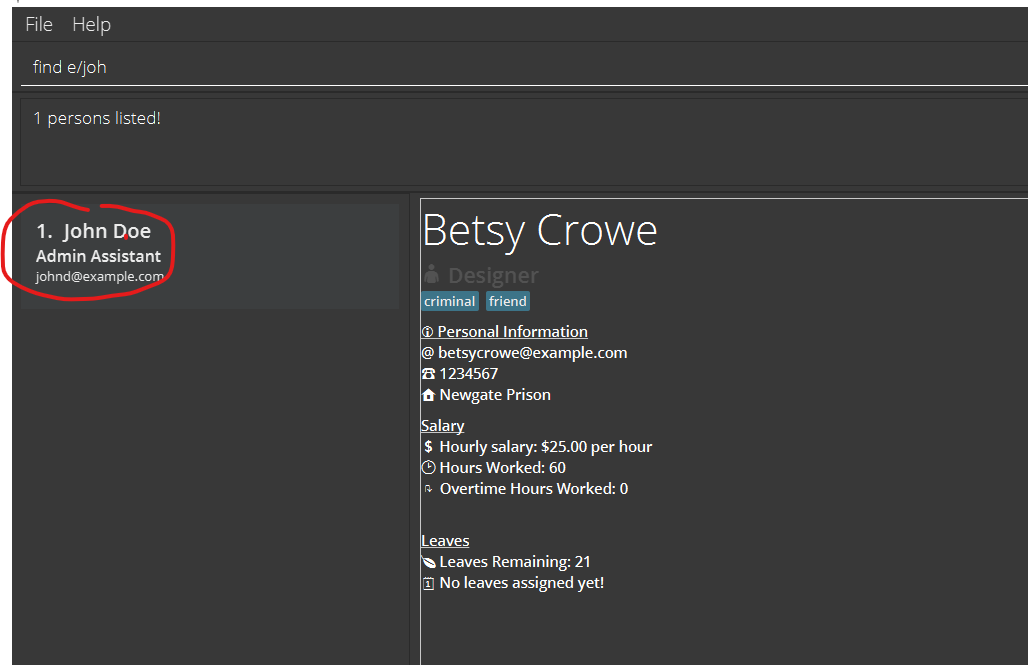 File Help
find e/joh
1 persons listed!
1. John Doe
Admin Assistant
johnd@example.com
Betsy Crowe
Designer
criminal friend
Personal Information
@ betsycrowe@example.com
1234567
Newgate Prison
Salary
$ Hourly salary: $25.00 per hour
Hours Worked: 60
Overtime Hours Worked: 0
Leaves
Leaves Remaining: 21
1 No leaves assigned yet!